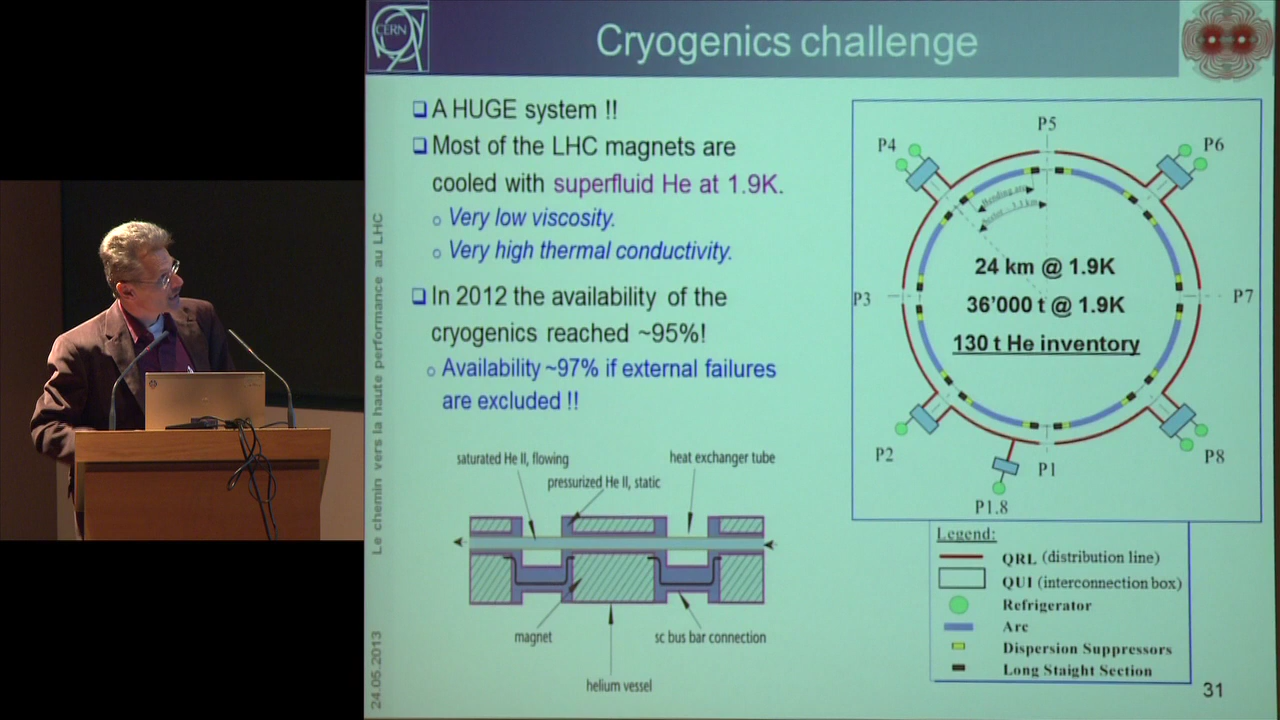 CERN
Cryogenics challenge
A HUGE system !!
Most of the LHC magnets are
cooled with superfluid He at 1.9K.
Very low viscosity.
Very high thermal conductivity.
In 2012 the availability of the
cryogenics reached ~95%!
Availability ~97% if external failures
are excluded !!
saturated He II, flowing
heat exchanger tube
pressurized He II, static
magnet
sc bus bar connection
helium vessel
P5
P4
P6
24 km @ 1.9K
P3
P7
36'000 t @ 1.9K
130 t He inventory
P2
P1
P8
P1.8
Legend:
QRL (distribution line)
QUI (interconnection box)
Refrigerator
Arc
Dispersion Suppressors
Long Staight Section
31
24.05.2013
Le chemin vers la haute performance au LHC